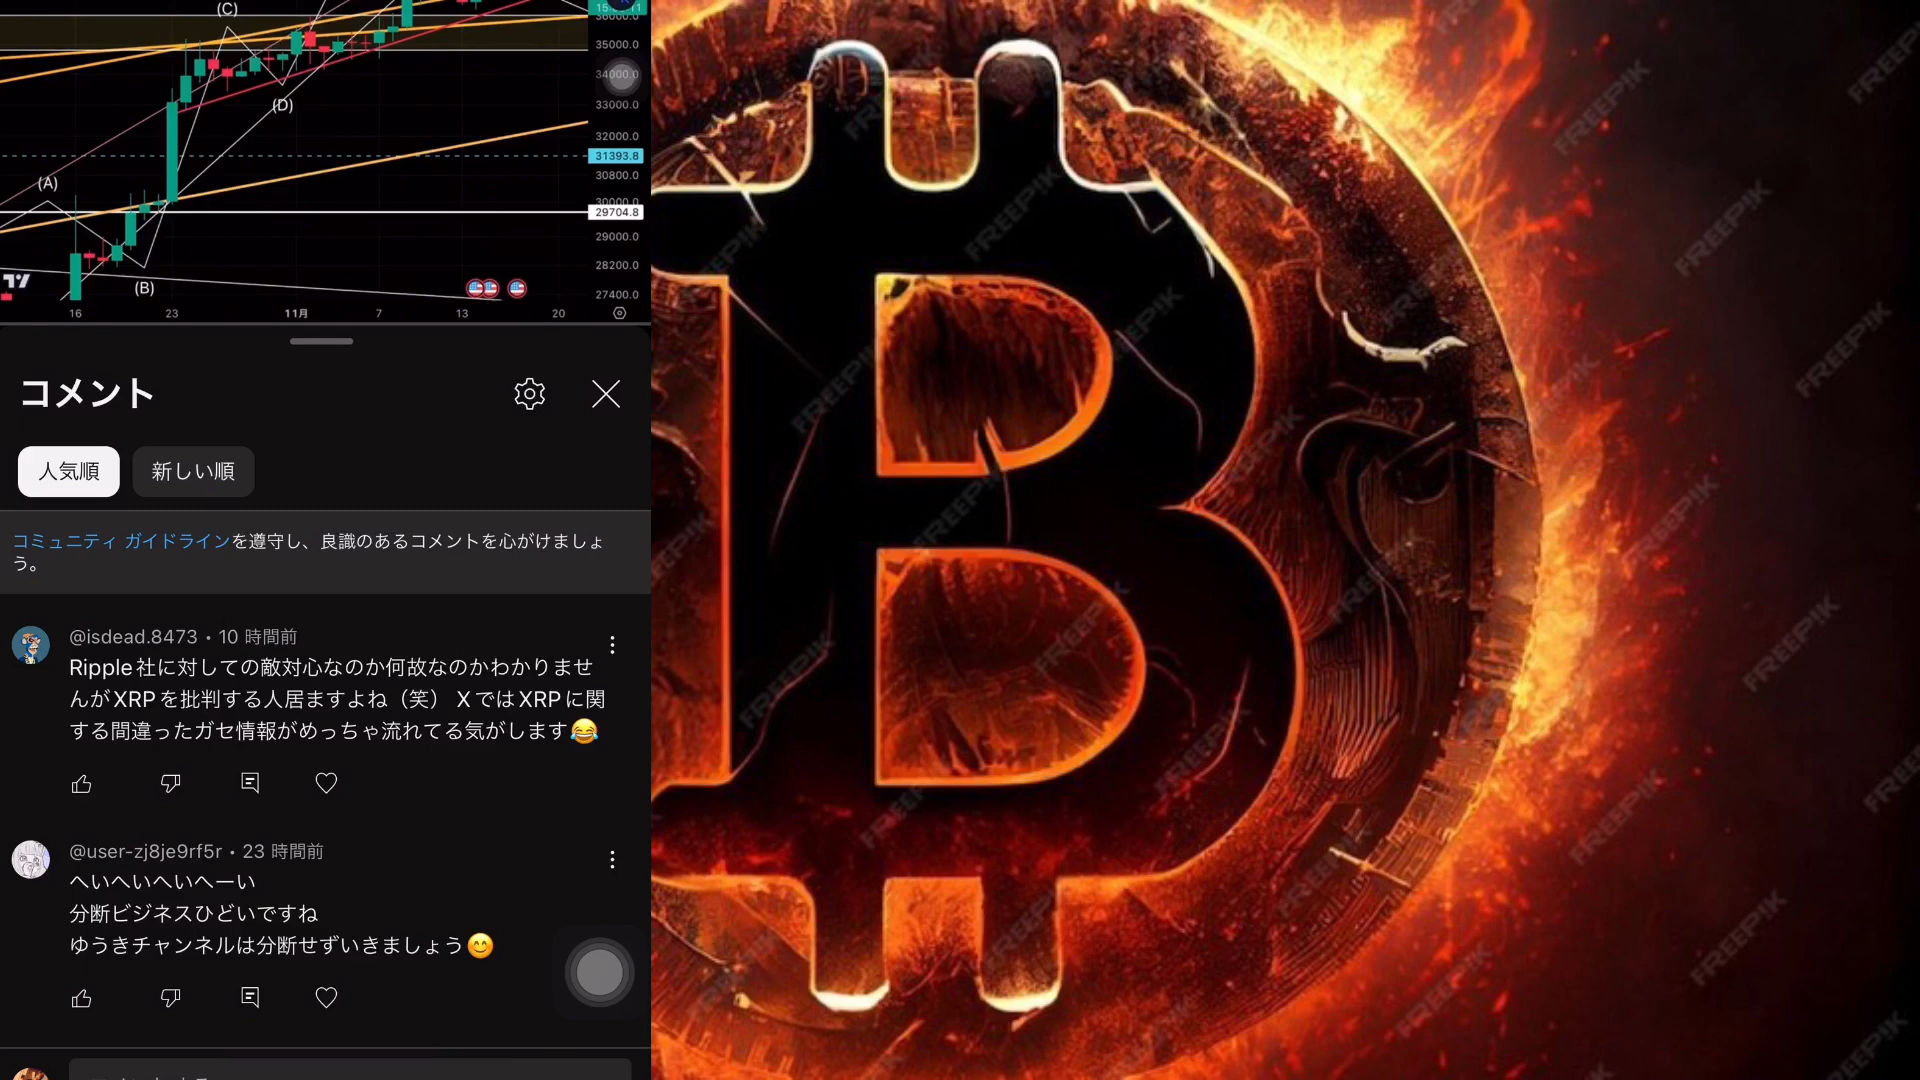 (C)
36000.0
35000.0
34000.0
(D)
33000.0
32000.0
31393.8
(A)
30800.0
30000.0
29704.8
29000.0
28200.0
(B)
27400.0
16
23
11月
7
13
20
コメント
人気順
新しい順
コミュニティ ガイドラインを遵守し、良識のあるコメントを心がけましょ
う。
@isdead.8473・10 時間前
Ripple社に対しての敵対心なのか何故なのかわかりませ
んがXRPを批判する人居ますよね（笑） XではXRPに関
する間違ったガセ情報がめっちゃ流れてる気がします😂
@user-zj8je9rf5r・23 時間前
へいへいへいへーい
分断ビジネスひどいですね
ゆうきチャンネルは分断せずいきましょう😊
FREEPIK